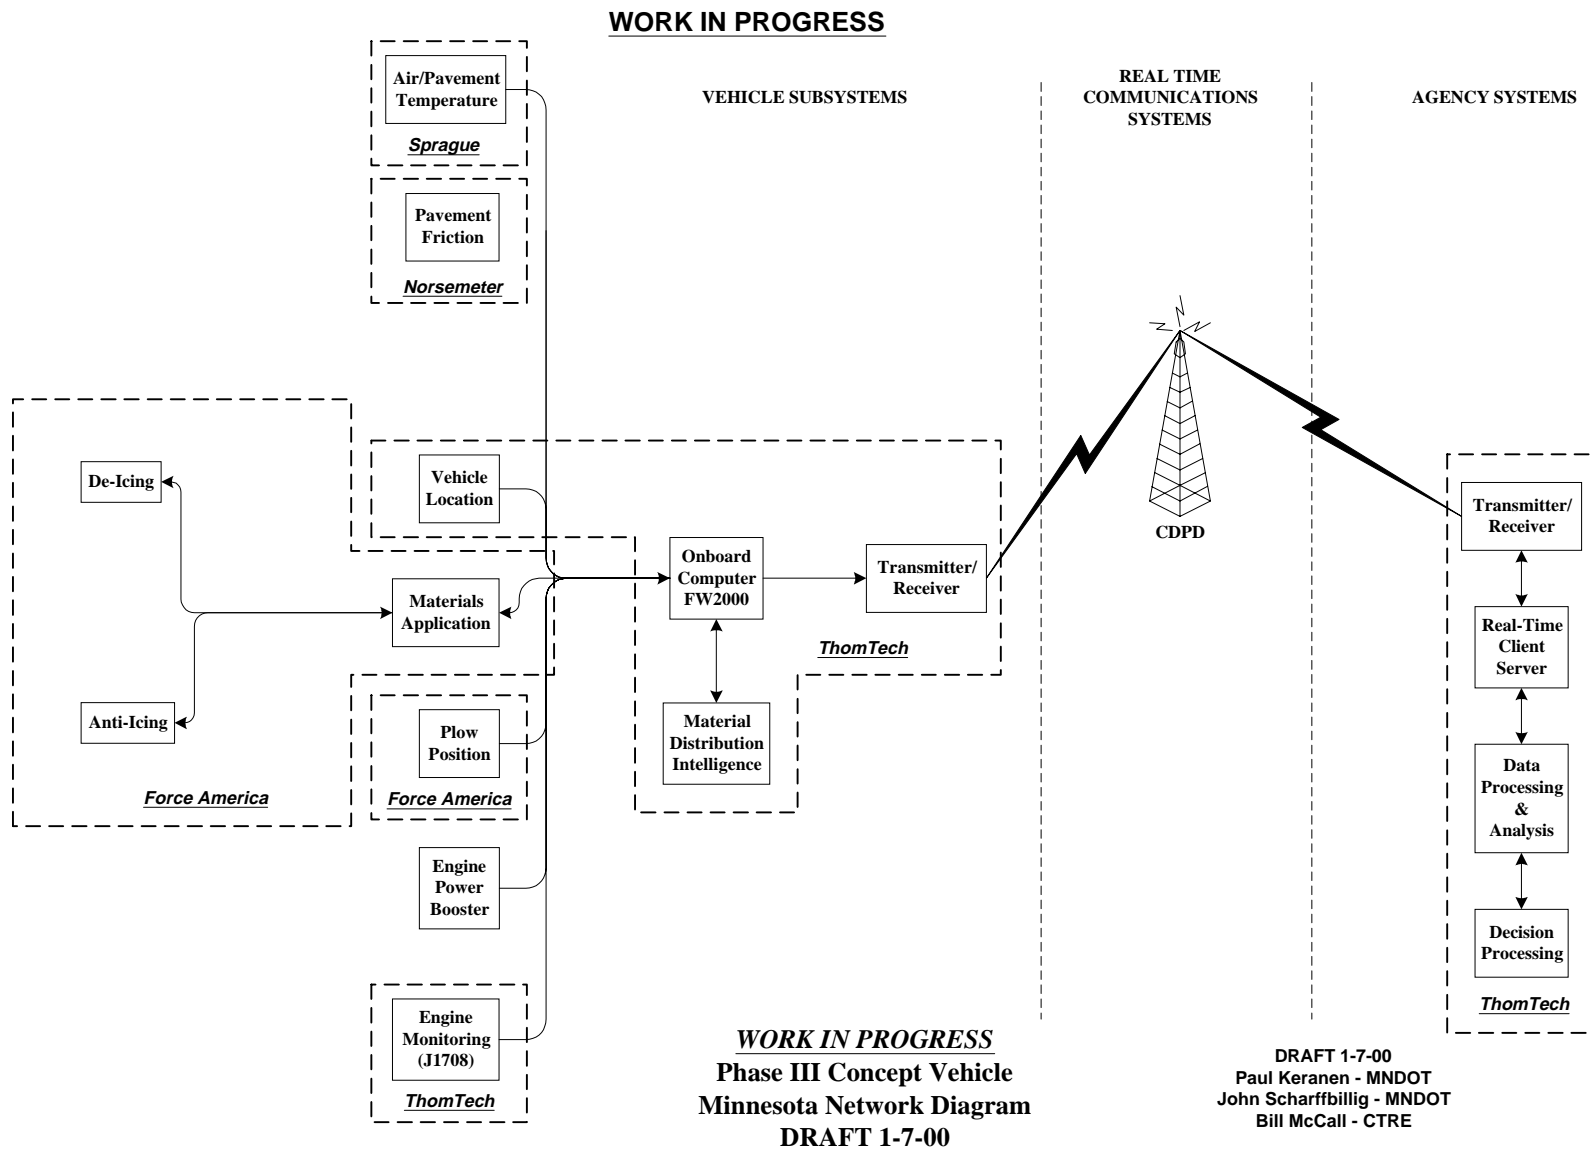 WORK IN PROGRESS
VEHICLE SUBSYSTEMS
REAL TIME
COMMUNICATIONS
SYSTEMS
AGENCY SYSTEMS
Air/Pavement
Temperature
Sprague
Pavement
Friction
Norsemeter
De-Icing
Anti-Icing
Force America
Vehicle
Location
Materials
Application
Plow
Position
Force America
Engine
Power
Booster
Engine
Monitoring
(J1708)
ThomTech
Onboard
Computer
FW2000
Transmitter/
Receiver
ThomTech
Material
Distribution
Intelligence
CDPD
Transmitter/
Receiver
Real-Time
Client
Server
Data
Processing
&
Analysis
Decision
Processing
ThomTech
WORK IN PROGRESS
Phase III Concept Vehicle
Minnesota Network Diagram
DRAFT 1-7-00
DRAFT 1-7-00
Paul Keranen - MNDOT
John Scharffbillig - MNDOT
Bill McCall - CTRE